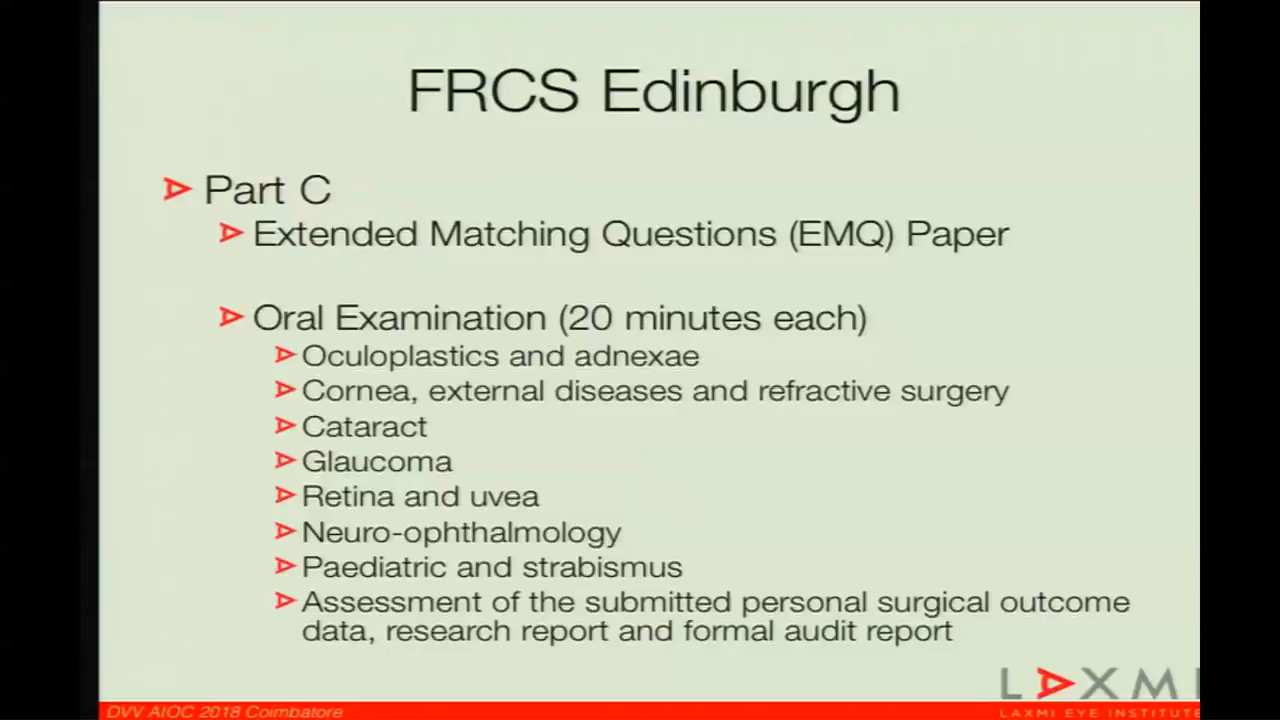 FRCS Edinburgh
Part C
Extended Matching Questions (EMQ) Paper
Oral Examination (20 minutes each)
Oculoplastics and adnexae
Cornea, external diseases and refractive surgery
Cataract
Glaucoma
Retina and uvea
Neuro-ophthalmology
Paediatric and strabismus
Assessment of the submitted personal surgical outcome
data, research report and formal audit report
LAXMI
LAXMI EYE INSTITUTE
DVV AIOC 2018 Coimbatore